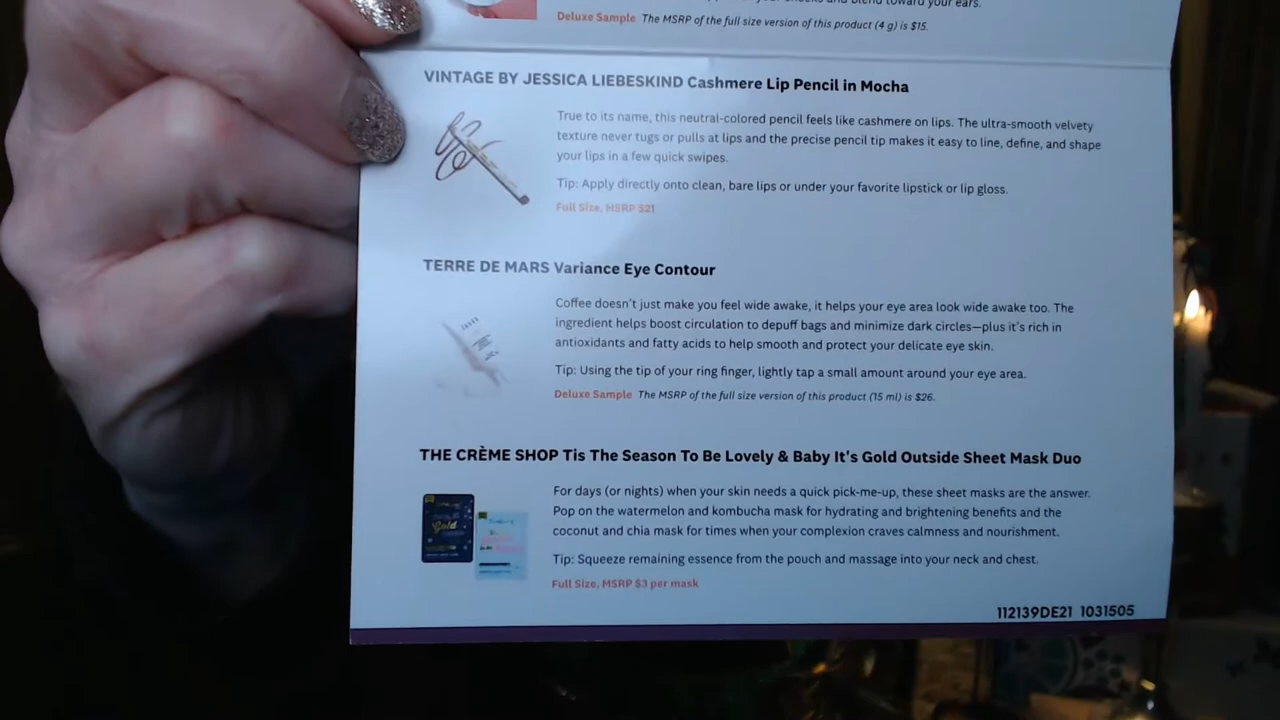 your cheeks and blend toward your ears.
Deluxe Sample The MSRP of the full size version of this product (4 g) is $15.
VINTAGE BY JESSICA LIEBESKIND Cashmere Lip Pencil in Mocha
True to its name, this neutral-colored pencil feels like cashmere on lips. The ultra-smooth velvety
texture never tugs or pulls at lips and the precise pencil tip makes it easy to line, define, and shape
your lips in a few quick swipes.
Tip: Apply directly onto clean, bare lips or under your favorite lipstick or lip gloss.
Full Size, MSRP $21
TERRE DE MARS Variance Eye Contour
Coffee doesn't just make you feel wide awake, it helps your eye area look wide awake too. The
ingredient helps boost circulation to depuff bags and minimize dark circles—plus it's rich in
antioxidants and fatty acids to help smooth and protect your delicate eye skin.
Tip: Using the tip of your ring finger, lightly tap a small amount around your eye area.
Deluxe Sample The MSRP of the full size version of this product (15 ml) is $26.
THE CRÈME SHOP Tis The Season To Be Lovely & Baby It's Gold Outside Sheet Mask Duo
For days (or nights) when your skin needs a quick pick-me-up, these sheet masks are the answer.
Pop on the watermelon and kombucha mask for hydrating and brightening benefits and the
coconut and chia mask for times when your complexion craves calmness and nourishment.
Gold
Tip: Squeeze remaining essence from the pouch and massage into your neck and chest.
Full Size, MSRP $3 per mask
112139DE21 1031505